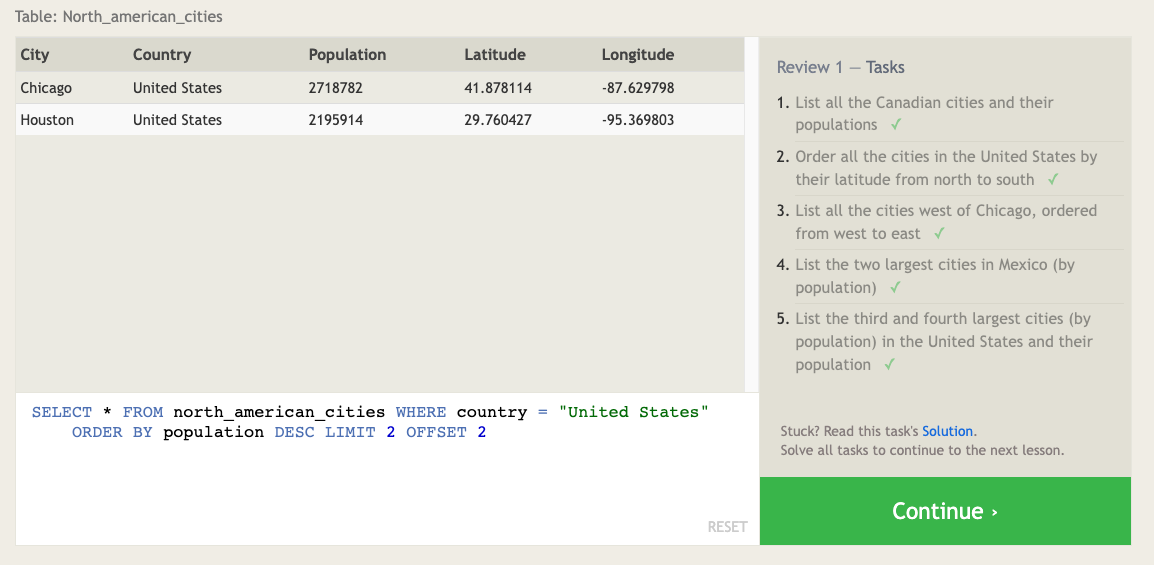 Table: North_american_cities
City Country Population Latitude Longitude
Chicago United States 2718782 41.878114 -87.629798
Houston United States 2195914 29.760427 -95.369803
SELECT * FROM north_american_cities WHERE country = "United States"
ORDER BY population DESC LIMIT 2 OFFSET 2
RESET
Review 1 — Tasks
1. List all the Canadian cities and their
populations ✓
2. Order all the cities in the United States by
their latitude from north to south ✓
3. List all the cities west of Chicago, ordered
from west to east ✓
4. List the two largest cities in Mexico (by
population) ✓
5. List the third and fourth largest cities (by
population) in the United States and their
population ✓
Stuck? Read this task's Solution.
Solve all tasks to continue to the next lesson.
Continue ›